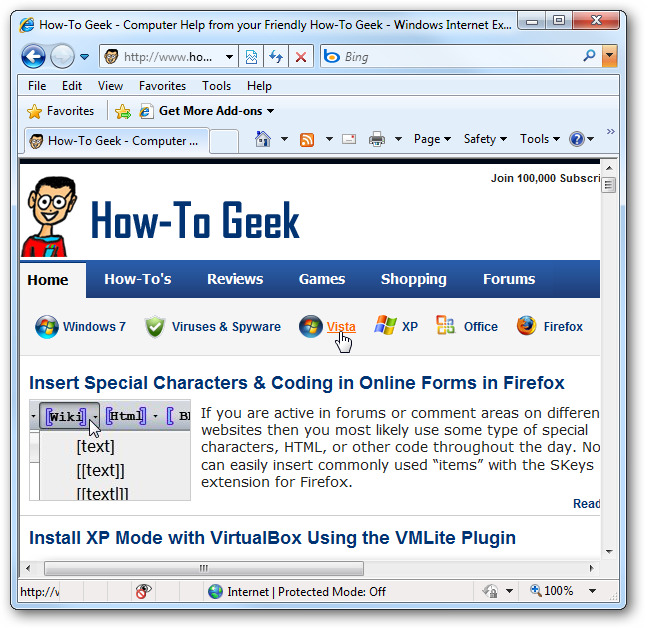 How-To Geek - Computer Help from your Friendly How-To Geek - Windows Internet Ex...
http://www.ho...
Bing
File Edit View Favorites Tools Help
Favorites Get More Add-ons
How-To Geek - Computer ... Page Safety Tools
Join 100,000 Subscri
How-To Geek
Home How-To's Reviews Games Shopping Forums
Windows 7 Viruses & Spyware Vista XP Office Firefox
Insert Special Characters & Coding in Online Forms in Firefox
[Wiki] [Html] [ Bl
[text]
[[text]]
[[text|]]
If you are active in forums or comment areas on differen
websites then you most likely use some type of special
characters, HTML, or other code throughout the day. No
can easily insert commonly used “items” with the SKeys
extension for Firefox.
Read
Install XP Mode with VirtualBox Using the VMLite Plugin
http:// Internet | Protected Mode: Off 100%